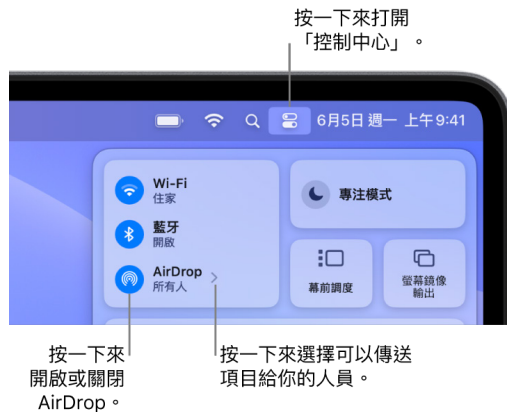 按一下來打開
「控制中心」。
6月5日 週一 上午9:41
Wi-Fi
住家
藍牙
開啟
AirDrop
所有人
專注模式
幕前調度
螢幕鏡像
輸出
按一下來
開啟或關閉
AirDrop。
按一下來選擇可以傳送
項目給你的人員。